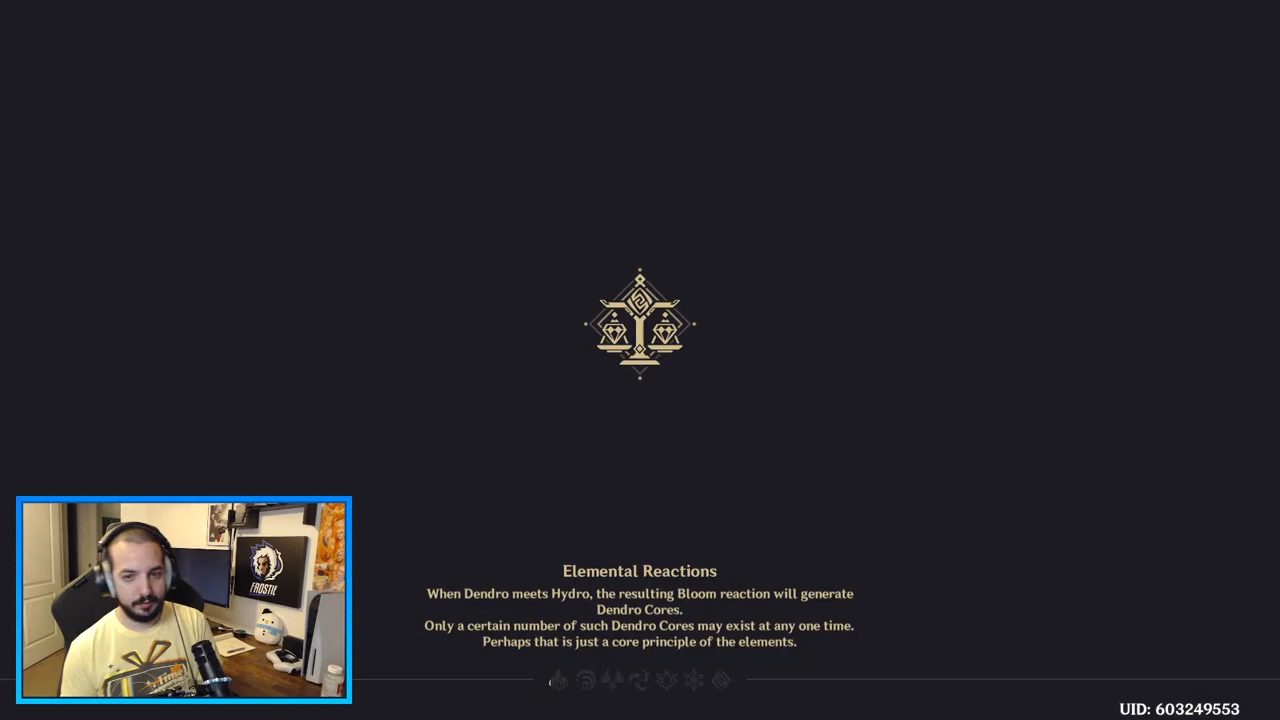 Elemental Reactions
When Dendro meets Hydro, the resulting Bloom reaction will generate
Dendro Cores.
Only a certain number of such Dendro Cores may exist at any one time.
Perhaps that is just a core principle of the elements.
FROSTIE
Time
UID: 603249553